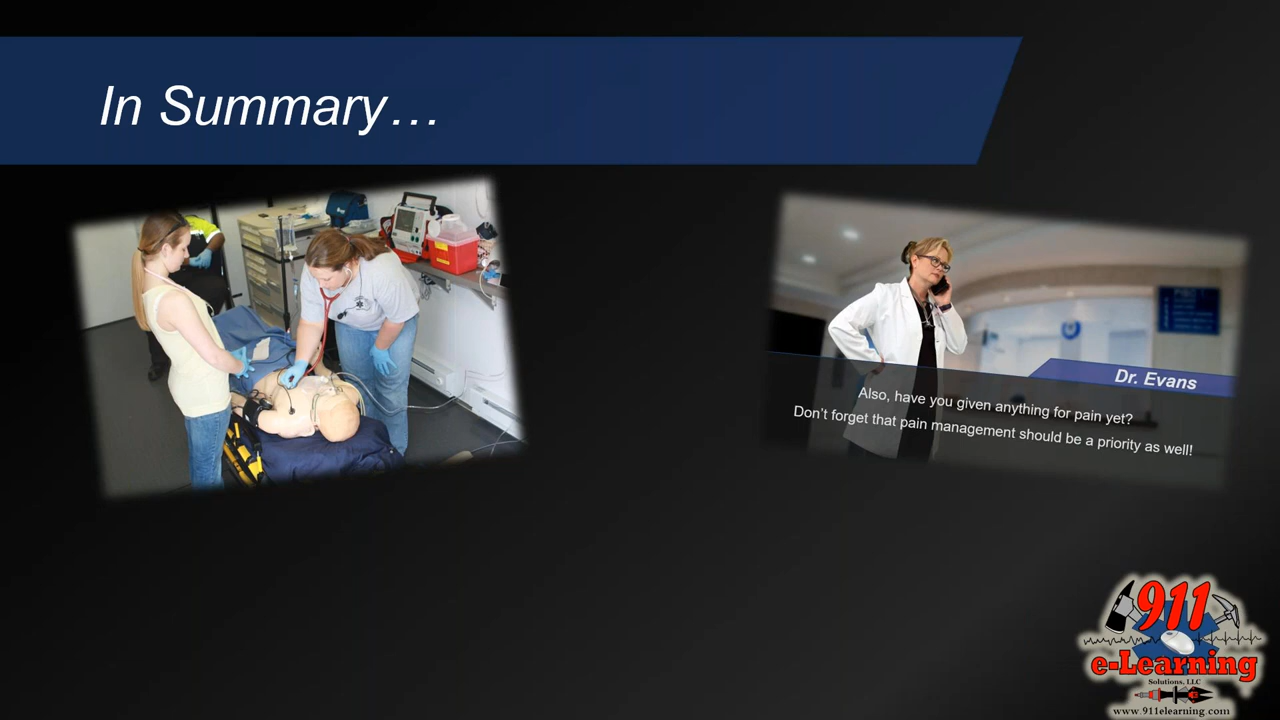 In Summary…
Dr. Evans
Also, have you given anything for pain yet?
Don't forget that pain management should be a priority as well!
911
e-Learning
Solutions, LLC
www.911elearning.com